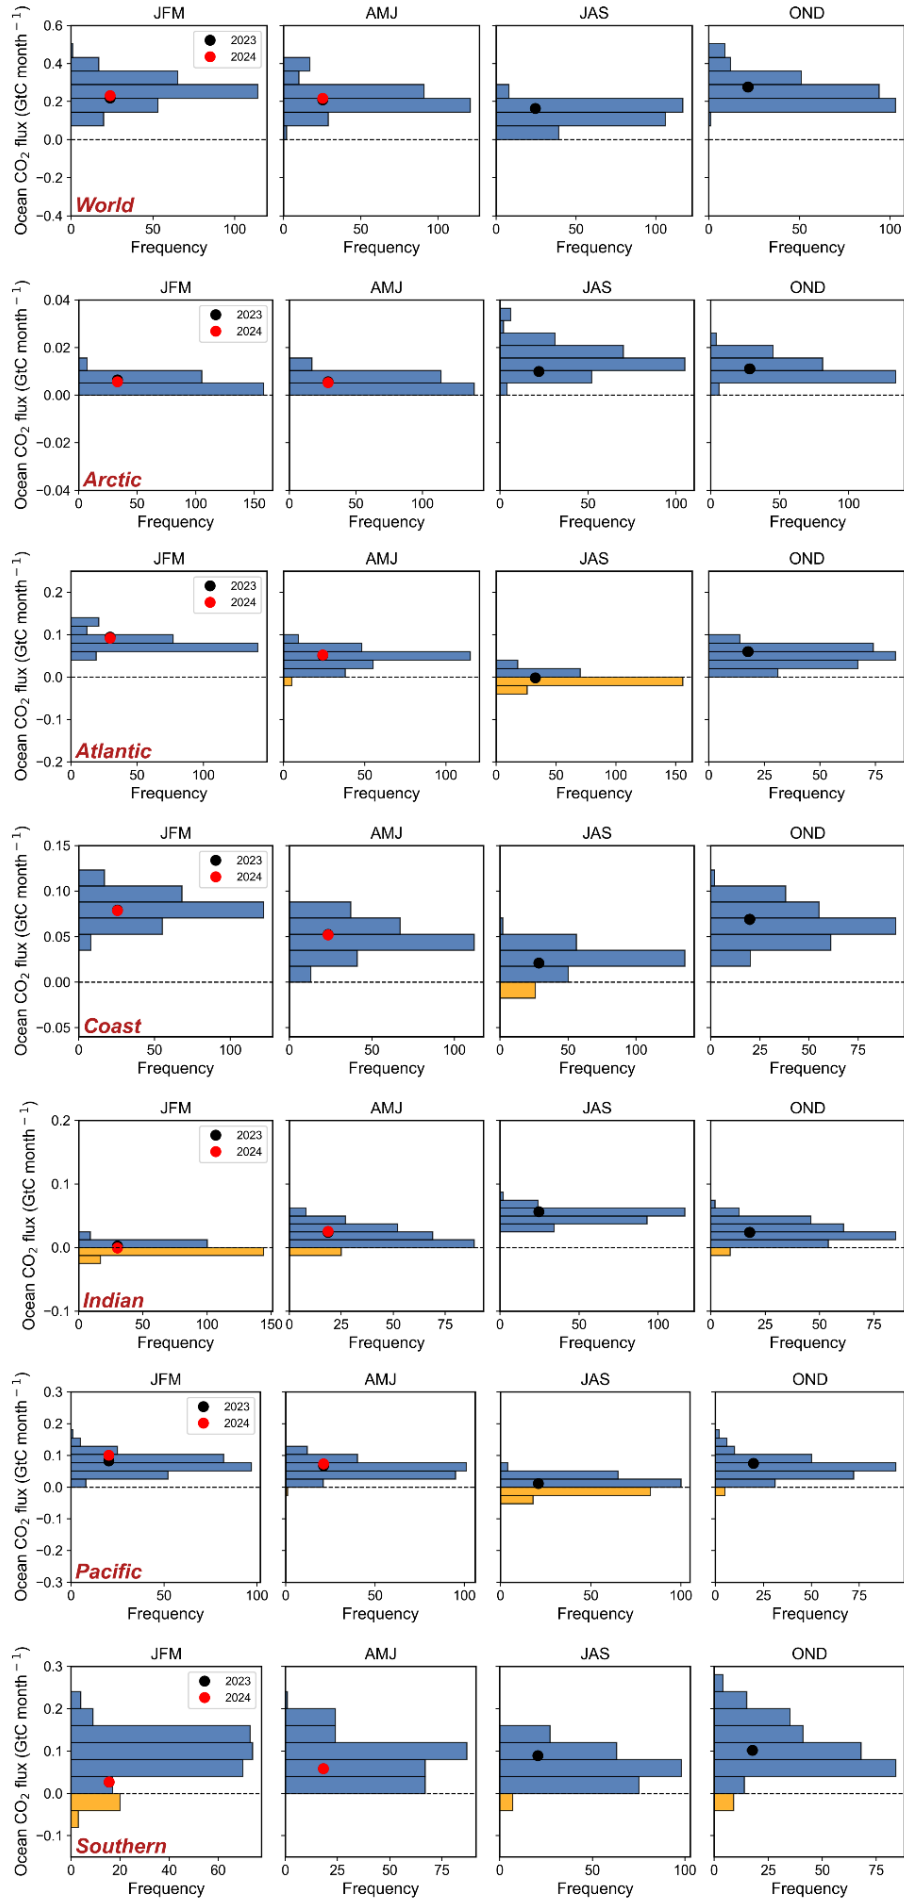 JFM AMJ JAS OND
Ocean CO₂ flux (GtC month⁻¹)
0.6
0.4
0.2
0.0
−0.2
−0.4
2023
2024
World
0 50 100
0 50 100
0 50 100
0 50 100
Frequency Frequency Frequency Frequency
JFM AMJ JAS OND
Ocean CO₂ flux (GtC month⁻¹)
0.04
0.02
0.00
−0.02
−0.04
2023
2024
Arctic
0 50 100 150
0 50 100
0 50 100
0 50 100
Frequency Frequency Frequency Frequency
JFM AMJ JAS OND
Ocean CO₂ flux (GtC month⁻¹)
0.2
0.1
0.0
−0.1
−0.2
2023
2024
Atlantic
0 50 100
0 50 100
0 50 100 150
0 25 50 75
Frequency Frequency Frequency Frequency
JFM AMJ JAS OND
Ocean CO₂ flux (GtC month⁻¹)
0.15
0.10
0.05
0.00
−0.05
2023
2024
Coast
0 50 100
0 50 100
0 50 100
0 25 50 75
Frequency Frequency Frequency Frequency
JFM AMJ JAS OND
Ocean CO₂ flux (GtC month⁻¹)
0.2
0.1
0.0
−0.1
2023
2024
Indian
0 50 100 150
0 25 50 75
0 50 100
0 25 50 75
Frequency Frequency Frequency Frequency
JFM AMJ JAS OND
Ocean CO₂ flux (GtC month⁻¹)
0.3
0.2
0.1
0.0
−0.1
−0.2
−0.3
2023
2024
Pacific
0 50 100
0 25 50 75 100
0 50 100
0 25 50 75
Frequency Frequency Frequency Frequency
JFM AMJ JAS OND
Ocean CO₂ flux (GtC month⁻¹)
0.3
0.2
0.1
0.0
−0.1
2023
2024
Southern
0 20 40 60
0 25 50 75
0 50 100
0 25 50 75
Frequency Frequency Frequency Frequency